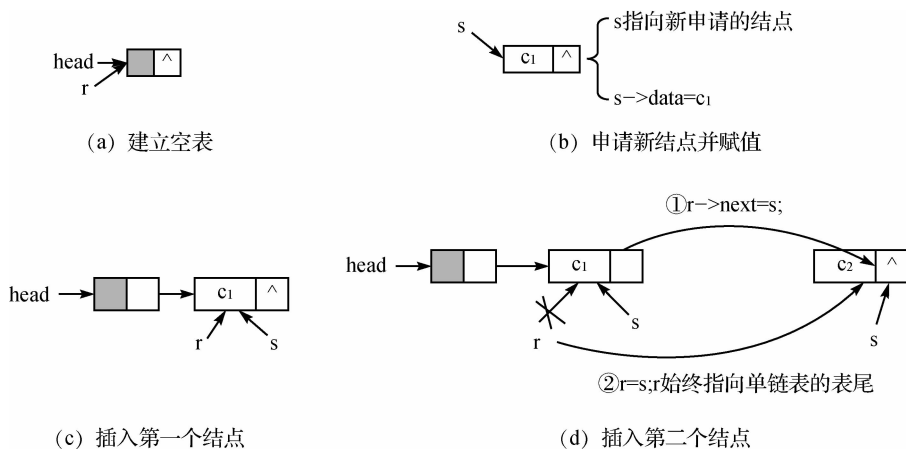 head
r
^
(a) 建立空表
s
c₁
^
s指向新申请的结点
s->data=c₁
(b) 申请新结点并赋值
head
c₁
^
r
s
(c) 插入第一个结点
①r->next=s;
head
c₁
c₂
^
r
s
s
②r=s;r始终指向单链表的表尾
(d) 插入第二个结点